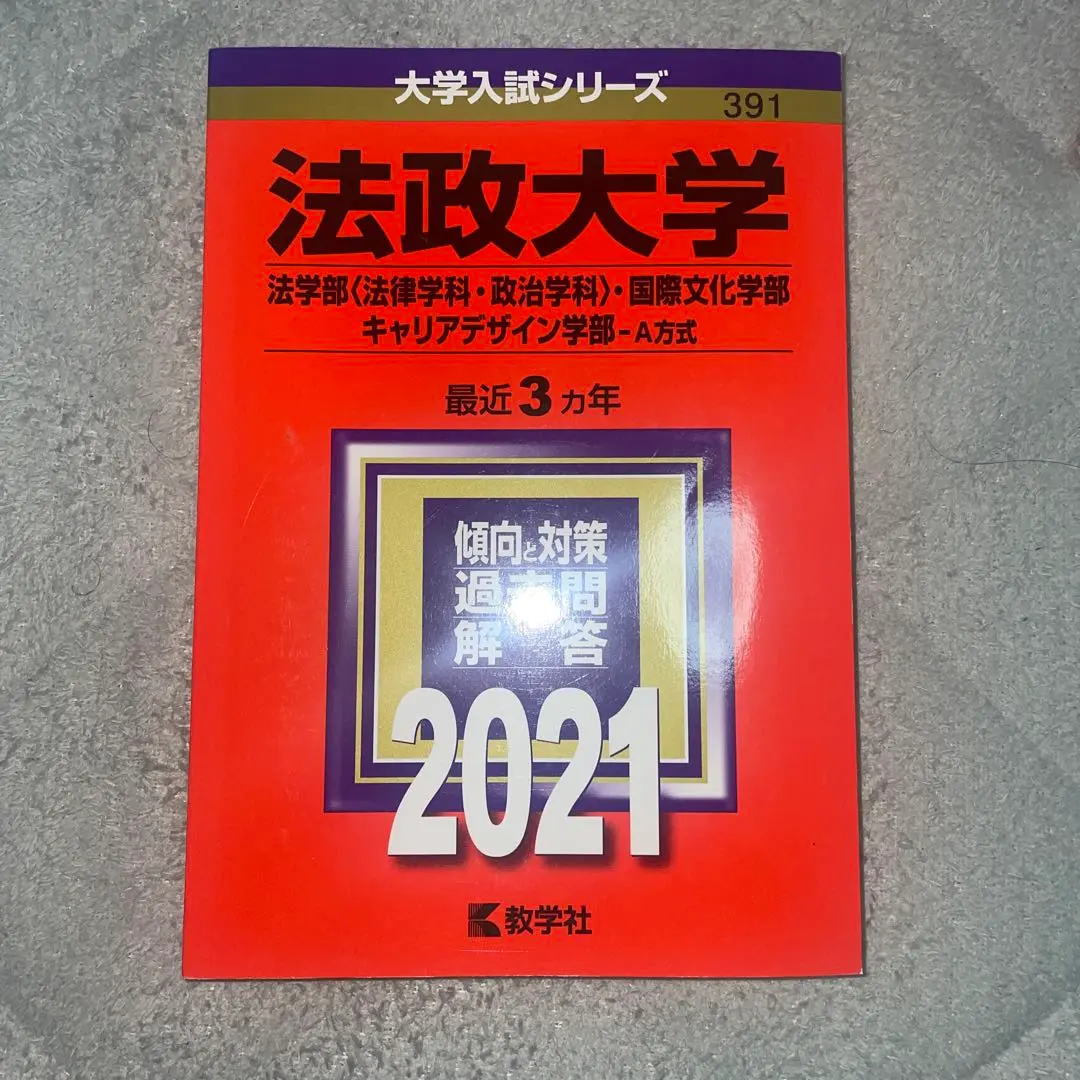 大学入試シリーズ
391
法政大学
法学部〈法律学科・政治学科〉・国際文化学部
キャリアデザイン学部-A方式
最近3カ年
傾向と対策
過去問
解答
2021
教学社